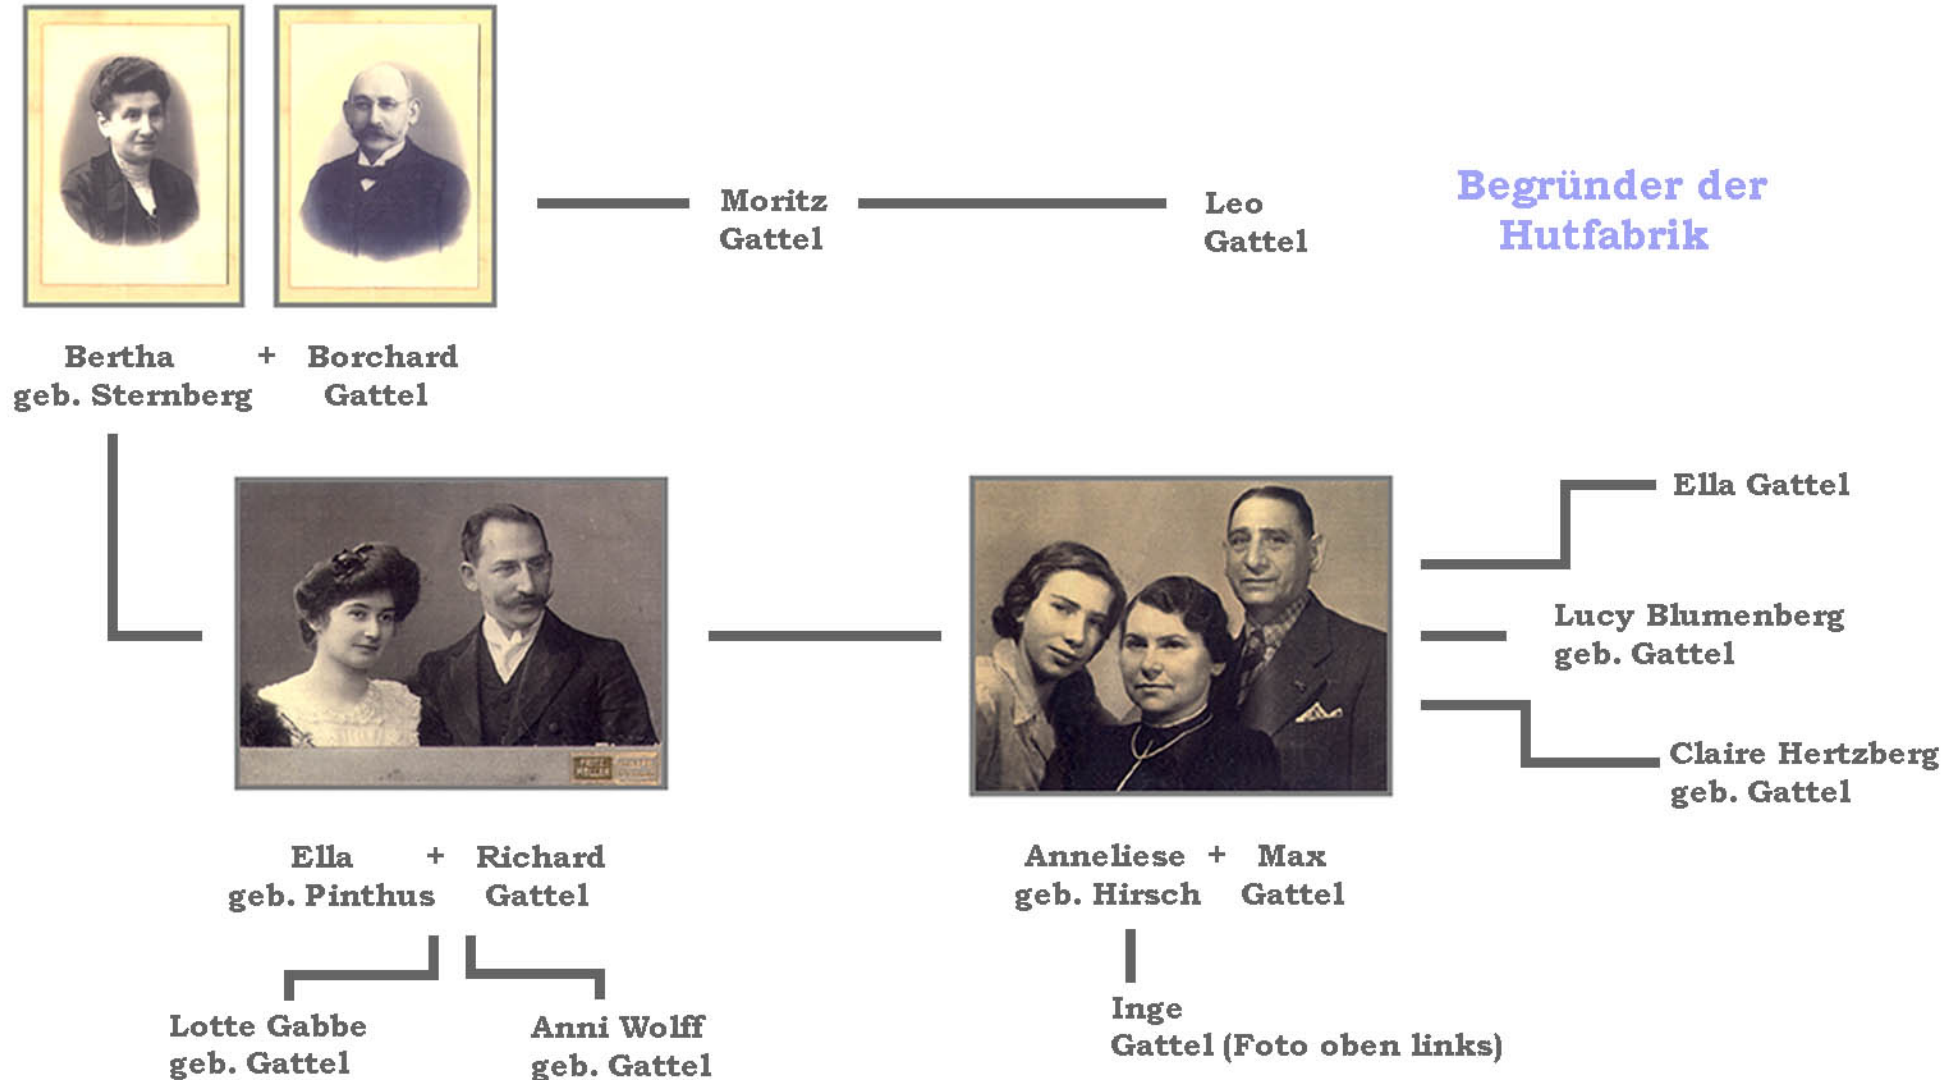 Moritz
Gattel
Leo
Gattel
Begründer der
Hutfabrik
Bertha + Borchard
geb. Sternberg Gattel
Ella Gattel
Lucy Blumenberg
geb. Gattel
Claire Hertzberg
geb. Gattel
Ella + Richard
geb. Pinthus Gattel
Anneliese + Max
geb. Hirsch Gattel
Lotte Gabbe
geb. Gattel
Anni Wolff
geb. Gattel
Inge
Gattel (Foto oben links)